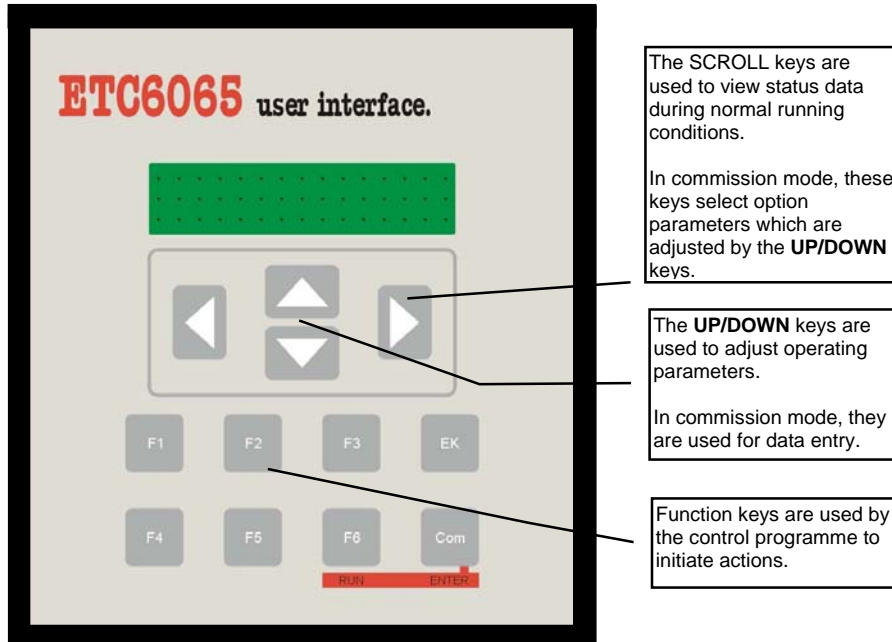 ETC6065 user interface.
F1 F2 F3 EK
F4 F5 F6 Com
RUN ENTER
The SCROLL keys are
used to view status data
during normal running
conditions.
In commission mode, these
keys select option
parameters which are
adjusted by the UP/DOWN
keys.
The UP/DOWN keys are
used to adjust operating
parameters.
In commission mode, they
are used for data entry.
Function keys are used by
the control programme to
initiate actions.